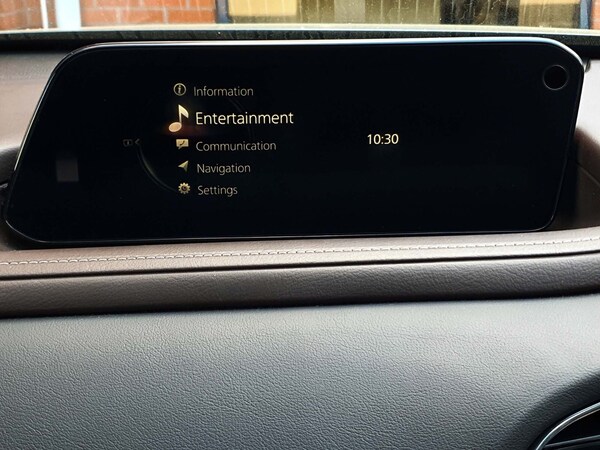 Information
Entertainment
Communication
10:30
Navigation
Settings